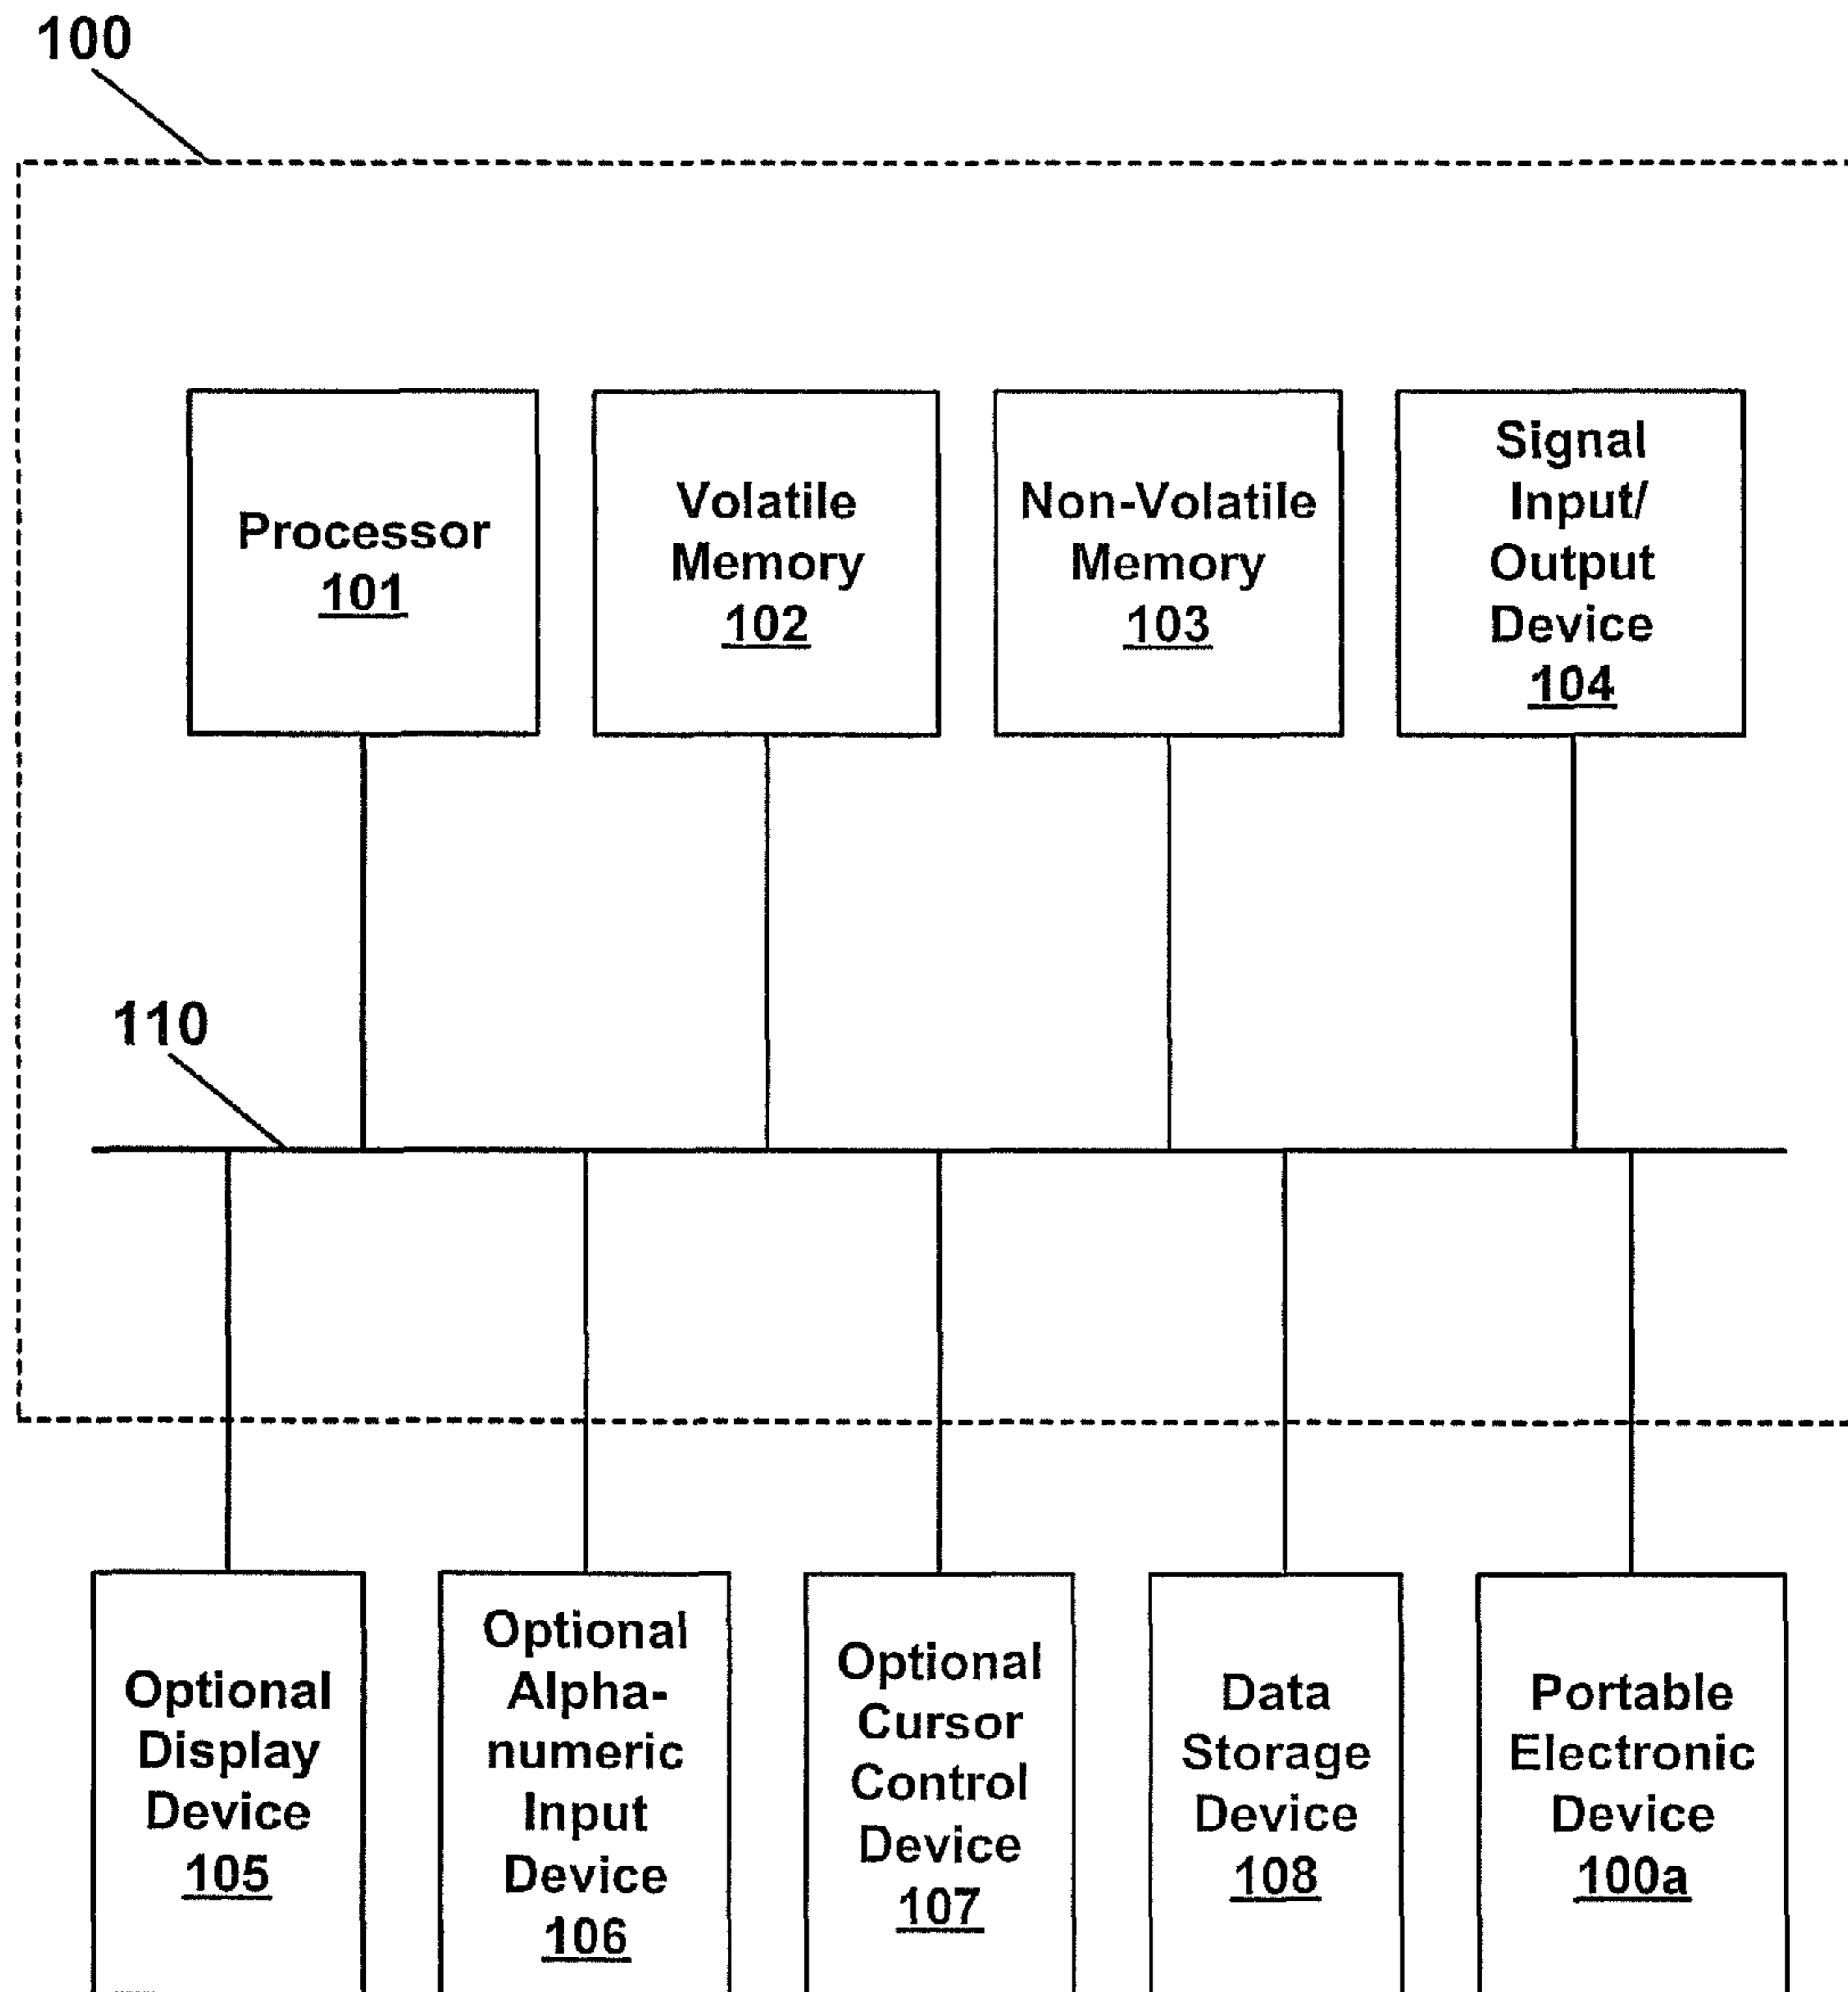 100
Processor
101
Volatile
Memory
102
Non-Volatile
Memory
103
Signal
Input/
Output
Device
104
110
Optional
Display
Device
105
Optional
Alpha-
numeric
Input
Device
106
Optional
Cursor
Control
Device
107
Data
Storage
Device
108
Portable
Electronic
Device
100a